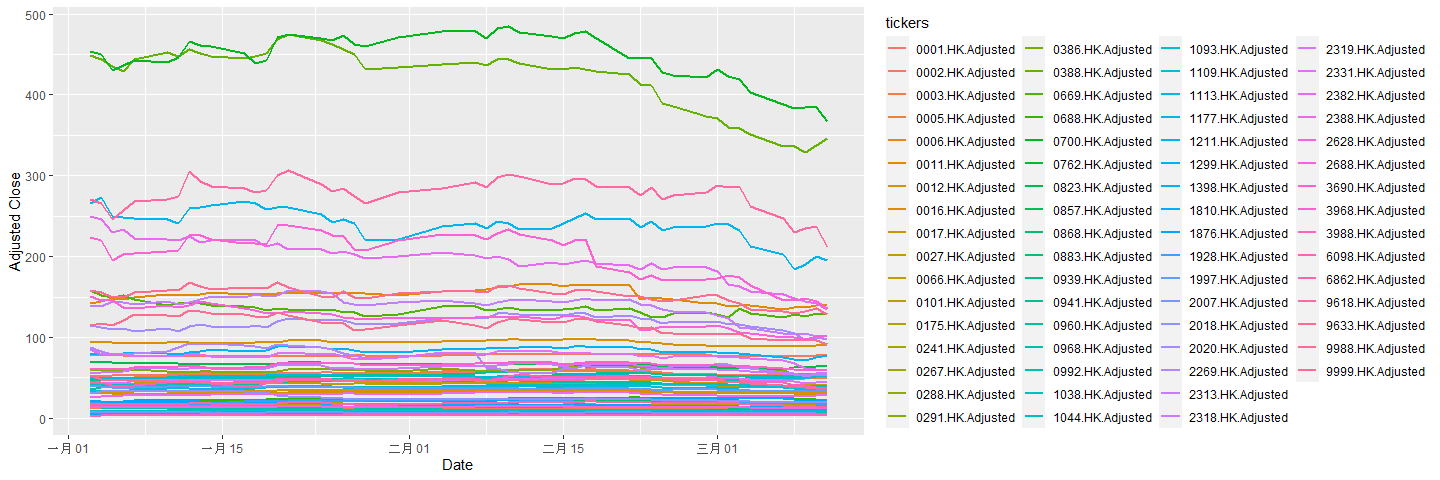 500
400
300
200
100
0
Adjusted Close
一月 01
一月 15
二月 01
二月 15
三月 01
Date
tickers
0001.HK.Adjusted
0002.HK.Adjusted
0003.HK.Adjusted
0005.HK.Adjusted
0006.HK.Adjusted
0011.HK.Adjusted
0012.HK.Adjusted
0016.HK.Adjusted
0017.HK.Adjusted
0027.HK.Adjusted
0066.HK.Adjusted
0101.HK.Adjusted
0175.HK.Adjusted
0241.HK.Adjusted
0267.HK.Adjusted
0288.HK.Adjusted
0291.HK.Adjusted
0386.HK.Adjusted
0388.HK.Adjusted
0669.HK.Adjusted
0688.HK.Adjusted
0700.HK.Adjusted
0762.HK.Adjusted
0823.HK.Adjusted
0857.HK.Adjusted
0868.HK.Adjusted
0883.HK.Adjusted
0939.HK.Adjusted
0941.HK.Adjusted
0960.HK.Adjusted
0968.HK.Adjusted
0992.HK.Adjusted
1038.HK.Adjusted
1044.HK.Adjusted
1093.HK.Adjusted
1109.HK.Adjusted
1113.HK.Adjusted
1177.HK.Adjusted
1211.HK.Adjusted
1299.HK.Adjusted
1398.HK.Adjusted
1810.HK.Adjusted
1876.HK.Adjusted
1928.HK.Adjusted
1997.HK.Adjusted
2007.HK.Adjusted
2018.HK.Adjusted
2020.HK.Adjusted
2269.HK.Adjusted
2313.HK.Adjusted
2318.HK.Adjusted
2319.HK.Adjusted
2331.HK.Adjusted
2382.HK.Adjusted
2388.HK.Adjusted
2628.HK.Adjusted
2688.HK.Adjusted
3690.HK.Adjusted
3968.HK.Adjusted
3988.HK.Adjusted
6098.HK.Adjusted
6862.HK.Adjusted
9618.HK.Adjusted
9633.HK.Adjusted
9988.HK.Adjusted
9999.HK.Adjusted